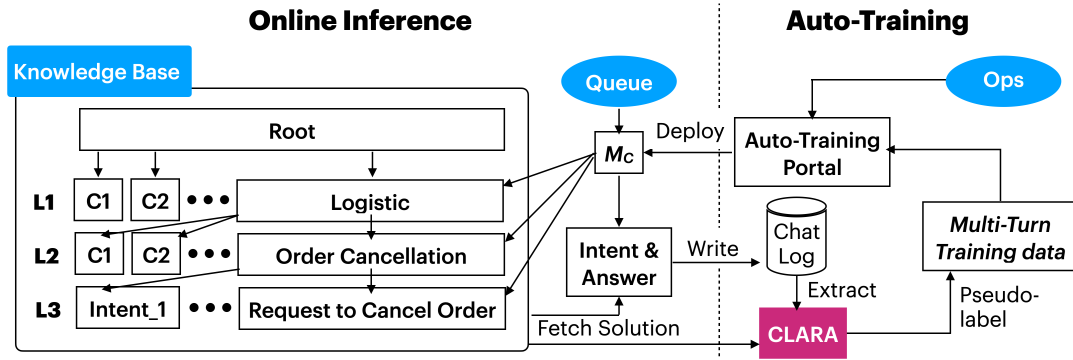 Online Inference
Auto-Training
Knowledge Base
Queue
Ops
Root
Deploy
Auto-Training
Portal
M_C
L1
C1
C2
•••
Logistic
L2
C1
C2
•••
Order Cancellation
L3
Intent_1
•••
Request to Cancel Order
Intent &
Answer
Write
Chat
Log
Multi-Turn
Training data
Extract
Pseudo-
label
Fetch Solution
CLARA